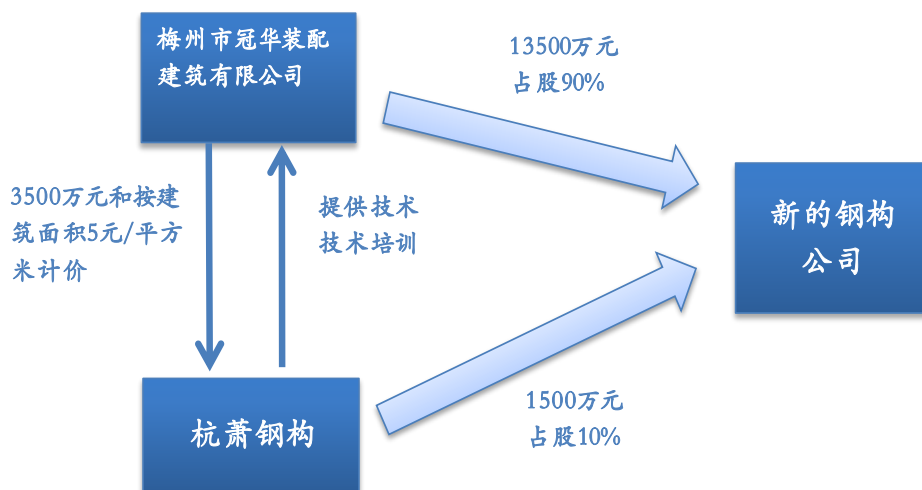 梅州市冠华装配
建筑有限公司
13500万元
占股90%
3500万元和按建
筑面积5元/平方
米计价
提供技术
技术培训
新的钢构
公司
杭萧钢构
1500万元
占股10%